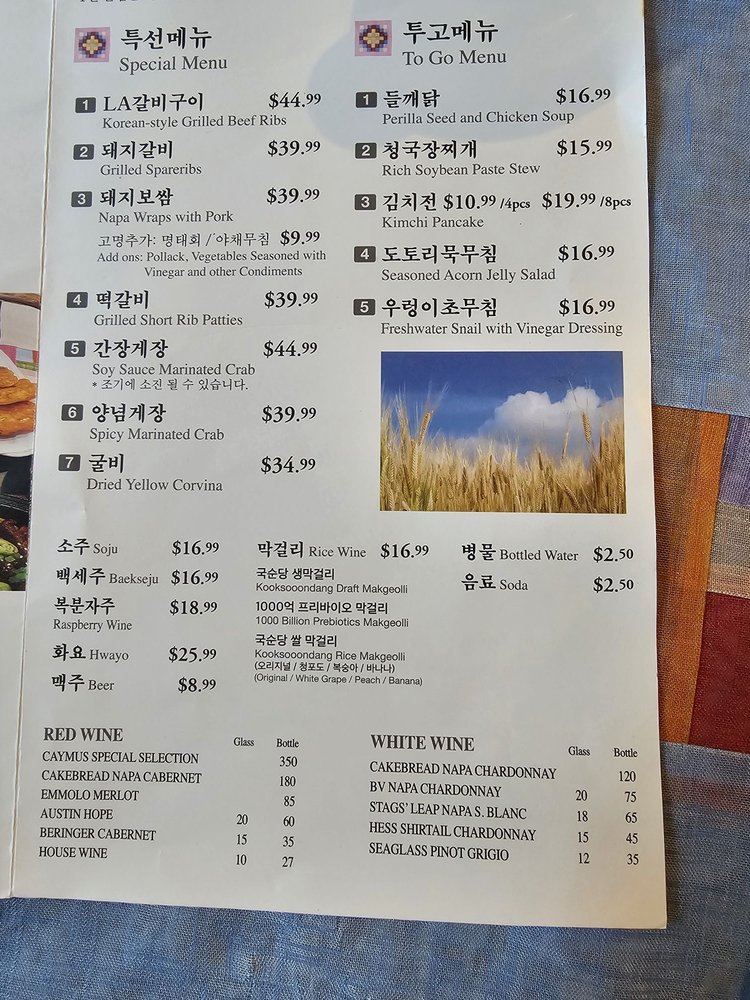 특선메뉴
Special Menu
1 LA갈비구이 $44.99
Korean-style Grilled Beef Ribs
2 돼지갈비 $39.99
Grilled Spareribs
3 돼지보쌈 $39.99
Napa Wraps with Pork
고명추가: 명태회 / 야채무침 $9.99
Add ons: Pollack, Vegetables Seasoned with
Vinegar and other Condiments
4 떡갈비 $39.99
Grilled Short Rib Patties
5 간장게장 $44.99
Soy Sauce Marinated Crab
* 조기에 소진 될 수 있습니다.
6 양념게장 $39.99
Spicy Marinated Crab
7 굴비 $34.99
Dried Yellow Corvina
투고메뉴
To Go Menu
1 들깨닭 $16.99
Perilla Seed and Chicken Soup
2 청국장찌개 $15.99
Rich Soybean Paste Stew
3 김치전 $10.99 /4pcs $19.99 /8pcs
Kimchi Pancake
4 도토리묵무침 $16.99
Seasoned Acorn Jelly Salad
5 우렁이초무침 $16.99
Freshwater Snail with Vinegar Dressing
소주 Soju $16.99
백세주 Baekseju $16.99
복분자주 $18.99
Raspberry Wine
화요 Hwayo $25.99
맥주 Beer $8.99
막걸리 Rice Wine $16.99
국순당 생막걸리
Kooksooondang Draft Makgeolli
1000억 프리바이오 막걸리
1000 Billion Prebiotics Makgeolli
국순당 쌀 막걸리
Kooksooondang Rice Makgeolli
(오리지널 / 청포도 / 복숭아 / 바나나)
(Original / White Grape / Peach / Banana)
병물 Bottled Water $2.50
음료 Soda $2.50
RED WINE Glass Bottle
CAYMUS SPECIAL SELECTION 350
CAKEBREAD NAPA CABERNET 180
EMMOLO MERLOT 85
AUSTIN HOPE 20 60
BERINGER CABERNET 15 35
HOUSE WINE 10 27
WHITE WINE Glass Bottle
CAKEBREAD NAPA CHARDONNAY 120
BV NAPA CHARDONNAY 20 75
STAGS' LEAP NAPA S. BLANC 18 65
HESS SHIRTAIL CHARDONNAY 15 45
SEAGLASS PINOT GRIGIO 12 35